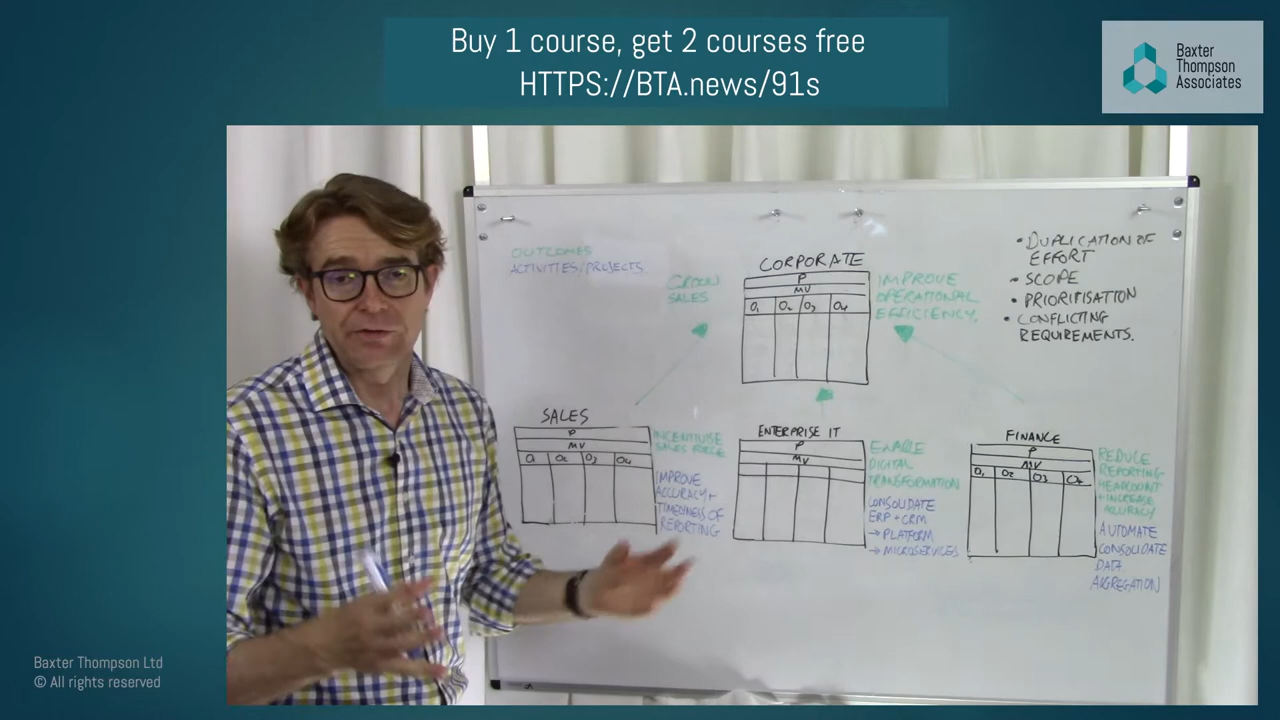 Buy 1 course, get 2 courses free
HTTPS://BTA.news/91s
Baxter
Thompson
Associates
OUTCOMES
ACTIVITIES/PROJECTS
GROW
SALES
CORPORATE
P
MV
O1 O2 O3 O4
IMPROVE
OPERATIONAL
EFFICIENCY.
• DUPLICATION OF
EFFORT
- SCOPE
• PRIORITISATION
• CONFLICTING
REQUIREMENTS.
SALES
P
MV
O1 O2 O3 O4
INCENTIVISE
SALES FORCE
IMPROVE
ACCURACY +
TIMELINESS OF
REPORTING
ENTERPRISE IT
P
MV
ENABLE
DIGITAL
TRANSFORMATION
CONSOLIDATE
ERP + CRM
→ PLATFORM
→ MICROSERVICES
FINANCE
P
MV
O1 O2 O3 O4
REDUCE
REPORTING
HEADCOUNT
+ INCREASE
ACCURACY
AUTOMATE
CONSOLIDATE
DATA
AGGREGATION
Baxter Thompson Ltd
© All rights reserved